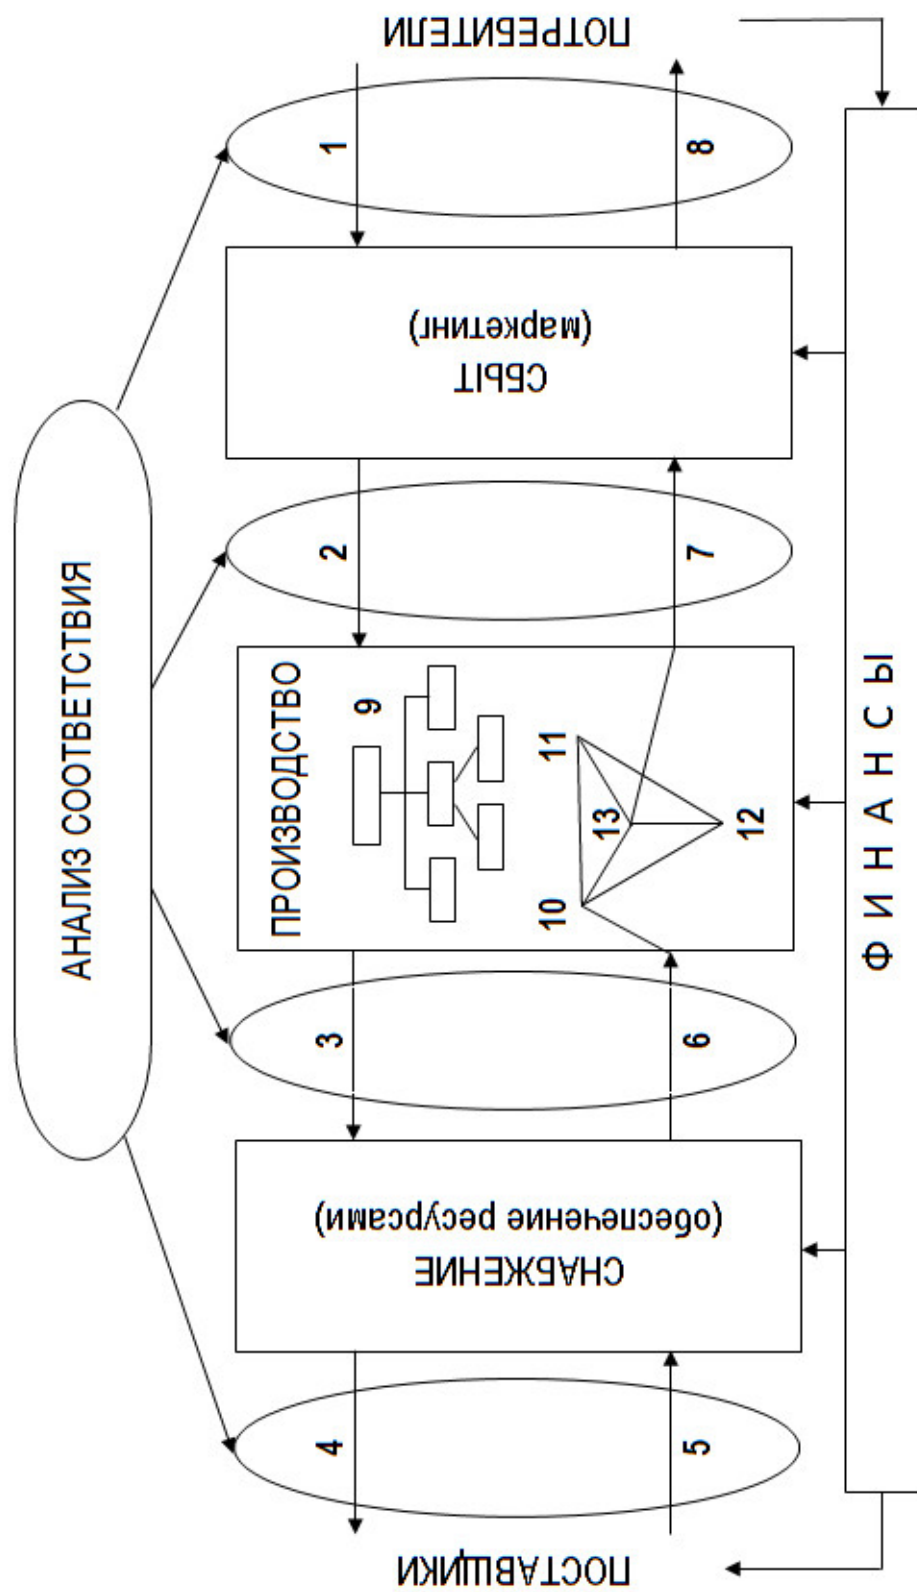 АНАЛИЗ СООТВЕТСТВИЯ
ПОСТАВЩИКИ
4
5
СНАБЖЕНИЕ
(обеспечение ресурсами)
3
6
ПРОИЗВОДСТВО
9
10
13
11
12
2
7
СБЫТ
(маркетинг)
1
8
ПОТРЕБИТЕЛИ
ФИНАНСЫ